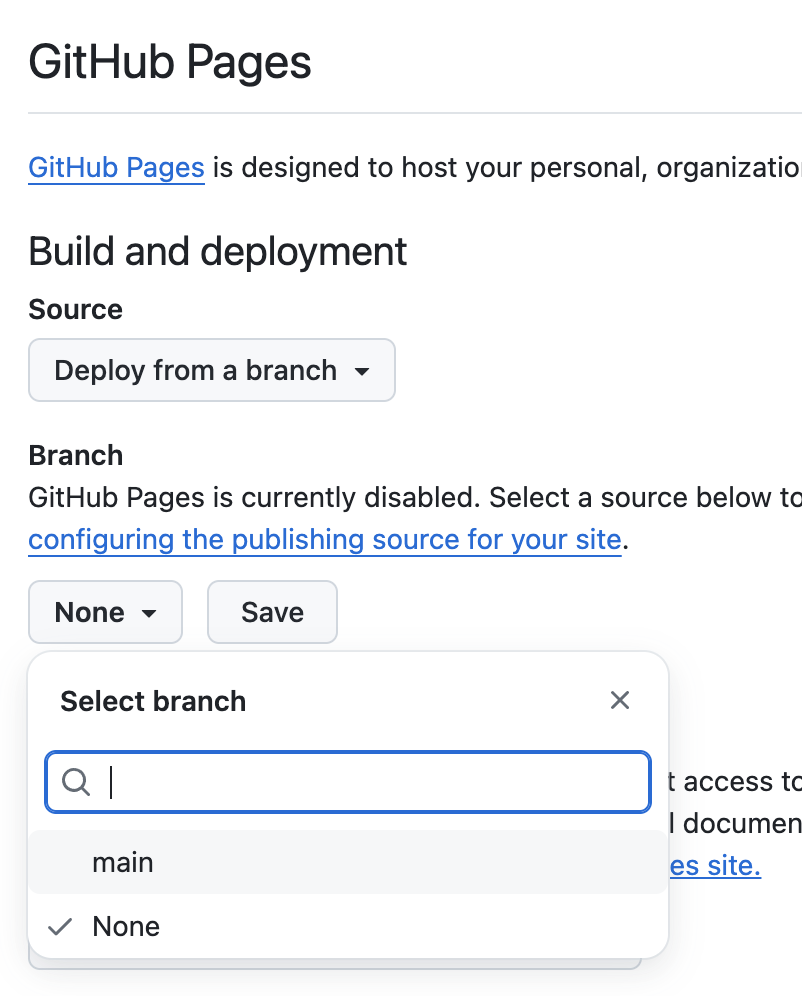 GitHub Pages
GitHub Pages is designed to host your personal,
Build and deployment
Source
Deploy from a branch
Branch
GitHub Pages is currently disabled. Select a source below to
configuring the publishing source for your site.
None
Save
Select branch
access to
es site.
main
None